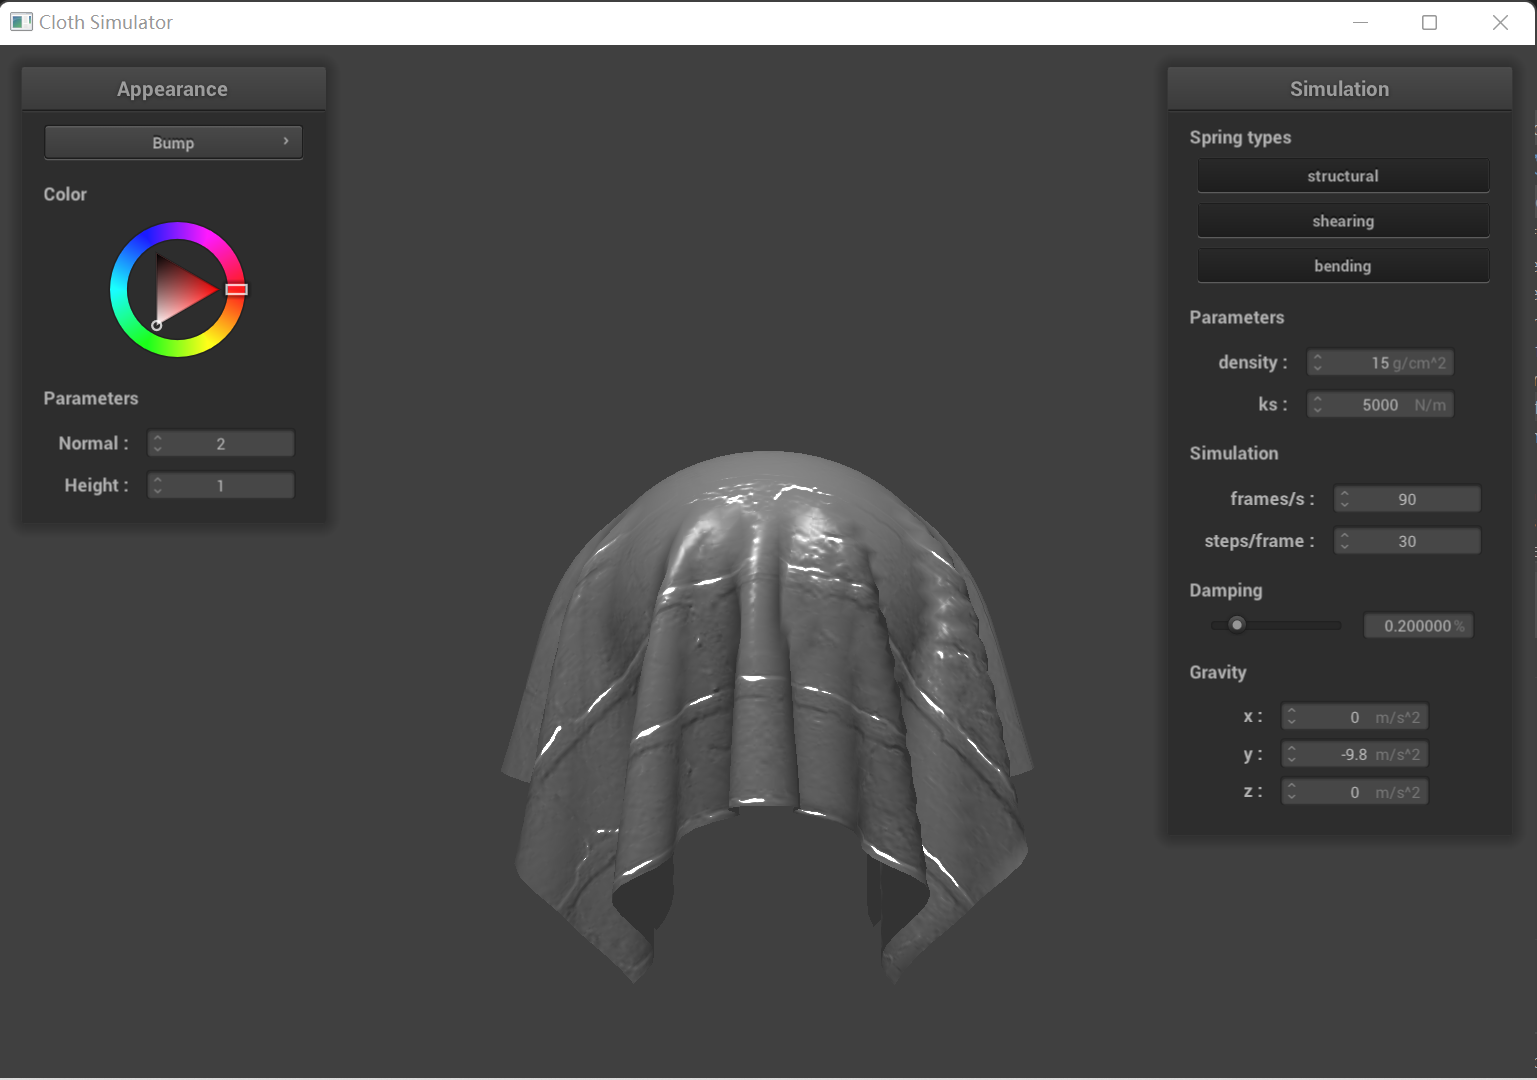 Cloth Simulator
Appearance
Bump
Color
Parameters
Normal : 2
Height : 1
Simulation
Spring types
structural
shearing
bending
Parameters
density : 15 g/cm^2
ks : 5000 N/m
Simulation
frames/s : 90
steps/frame : 30
Damping
0.200000 %
Gravity
x : 0 m/s^2
y : -9.8 m/s^2
z : 0 m/s^2